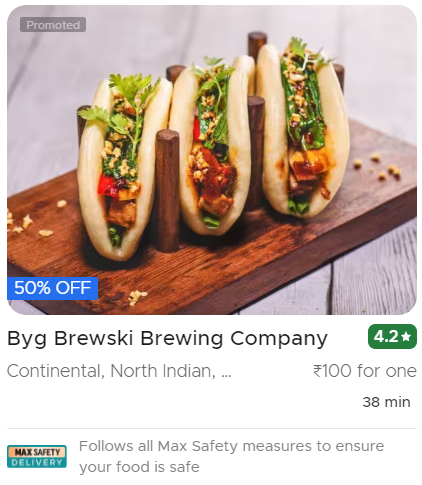 Promoted
50% OFF
Byg Brewski Brewing Company
4.2★
Continental, North Indian, ...
₹100 for one
38 min
MAX SAFETY
DELIVERY
Follows all Max Safety measures to ensure
your food is safe